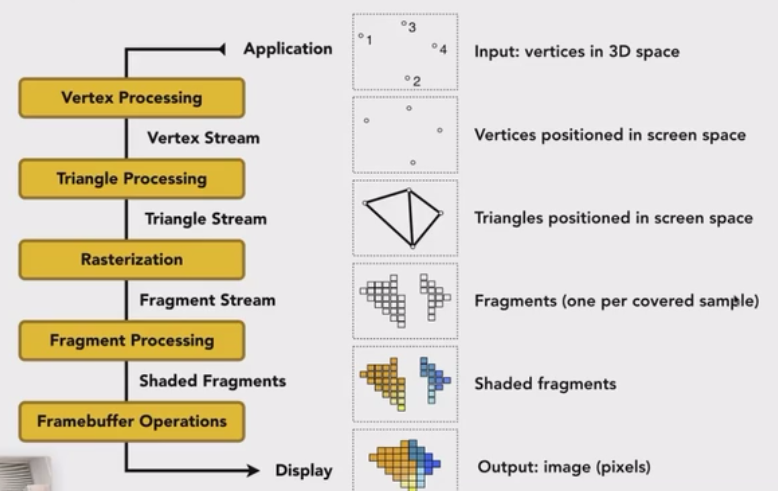 Application
Vertex Processing
Vertex Stream
Triangle Processing
Triangle Stream
Rasterization
Fragment Stream
Fragment Processing
Shaded Fragments
Framebuffer Operations
Display
1
3
4
2
Input: vertices in 3D space
Vertices positioned in screen space
Triangles positioned in screen space
Fragments (one per covered sample)
Shaded fragments
Output: image (pixels)